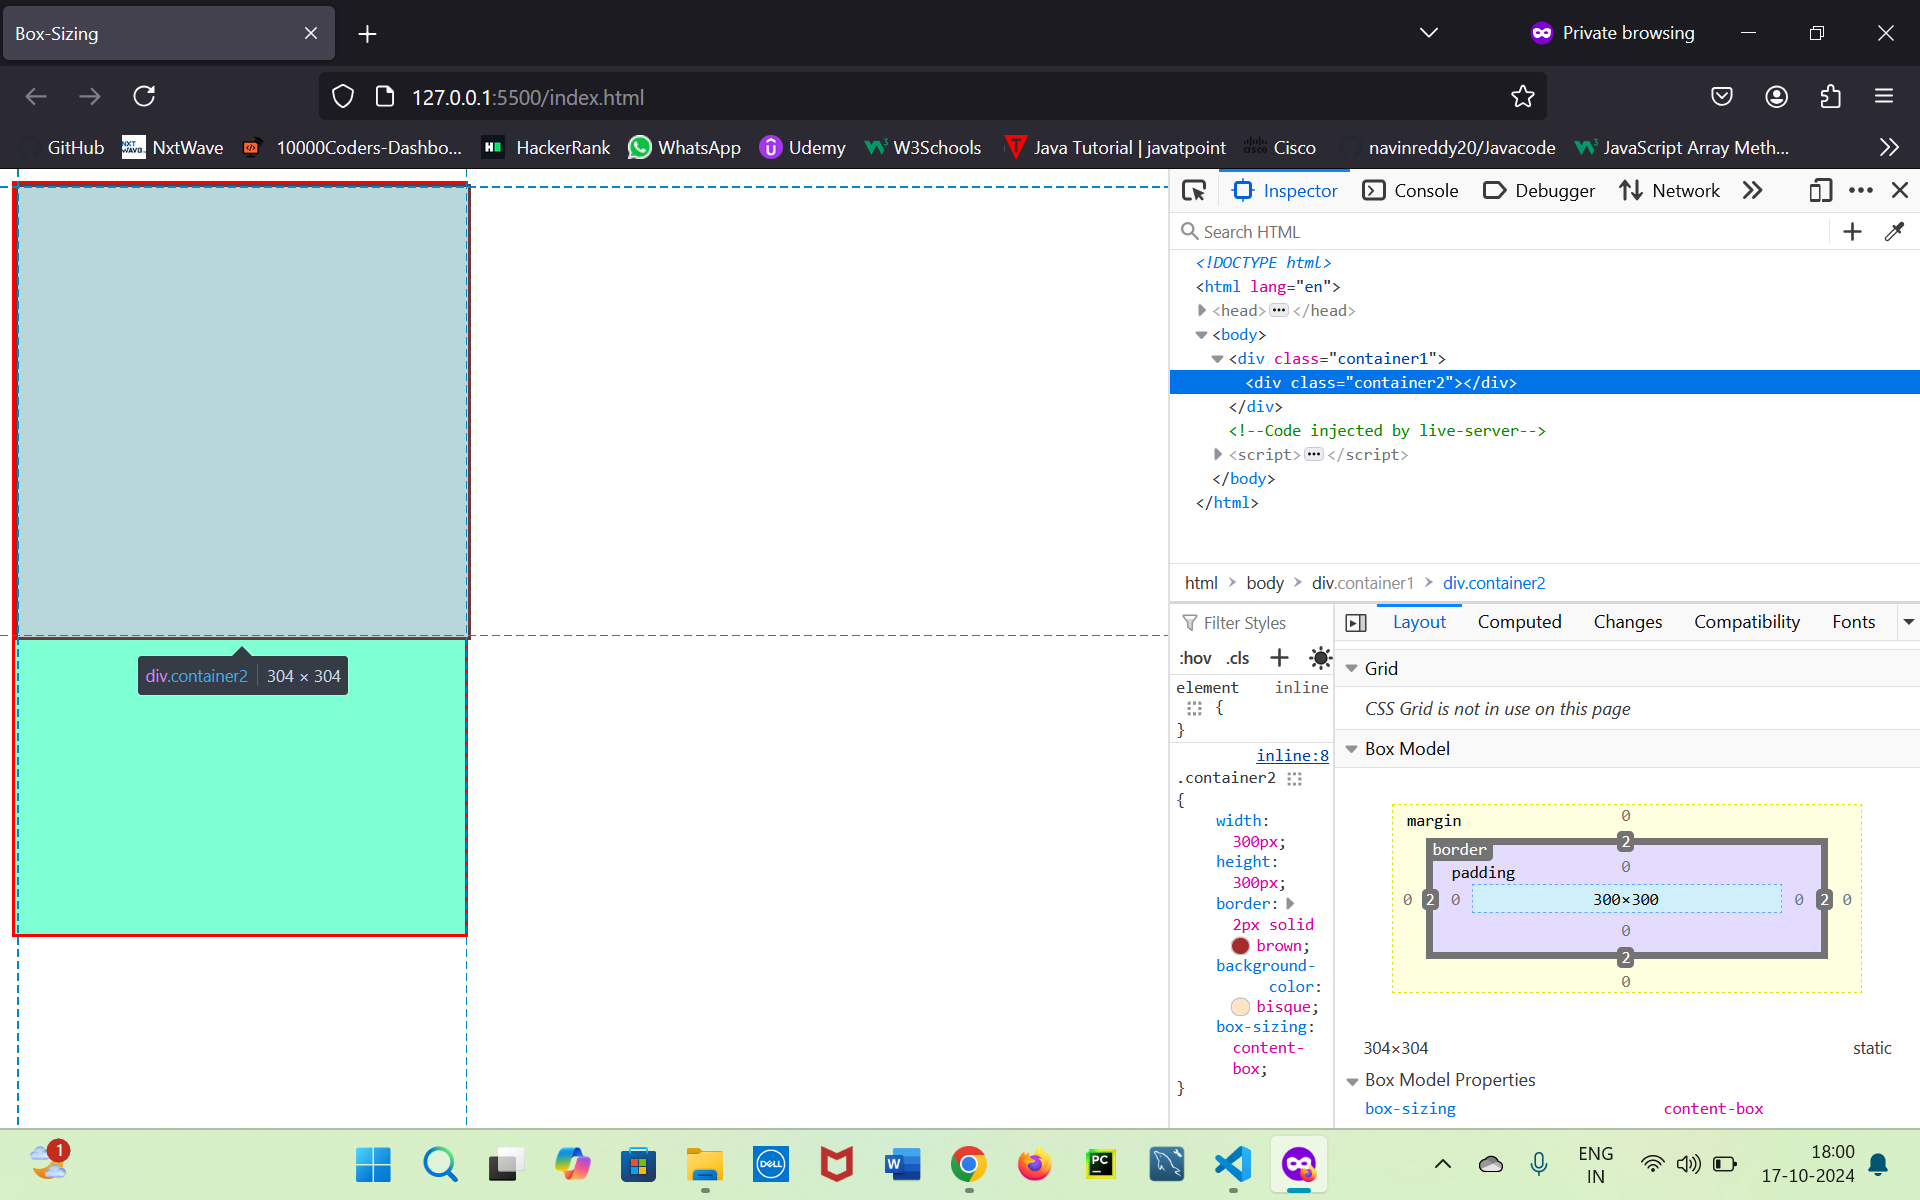 Box-Sizing
Private browsing
127.0.0.1:5500/index.html
GitHub NxtWave 10000Coders-Dashbo... HackerRank WhatsApp Udemy W3Schools Java Tutorial | javatpoint Cisco navinreddy20/Javacode JavaScript Array Meth...
Inspector Console Debugger Network
Search HTML
<!DOCTYPE html>
<html lang="en">
<head> ••• </head>
<body>
<div class="container1">
<div class="container2"></div>
</div>
<!--Code injected by live-server-->
<script> ••• </script>
</body>
</html>
html > body > div.container1 > div.container2
div.container2 | 304 × 304
Filter Styles
:hov .cls
element inline
{
}
inline:8
.container2
{
width:
300px;
height:
300px;
border:
2px solid
brown;
background-
color:
bisque;
box-sizing:
content-
box;
}
Layout Computed Changes Compatibility Fonts
Grid
CSS Grid is not in use on this page
Box Model
margin 0
2
border
padding 0
0 2 0 300×300 0 2 0
0
2
0
304×304 static
Box Model Properties
box-sizing content-box
1
DELL
W
PC
ENG
IN
18:00
17-10-2024